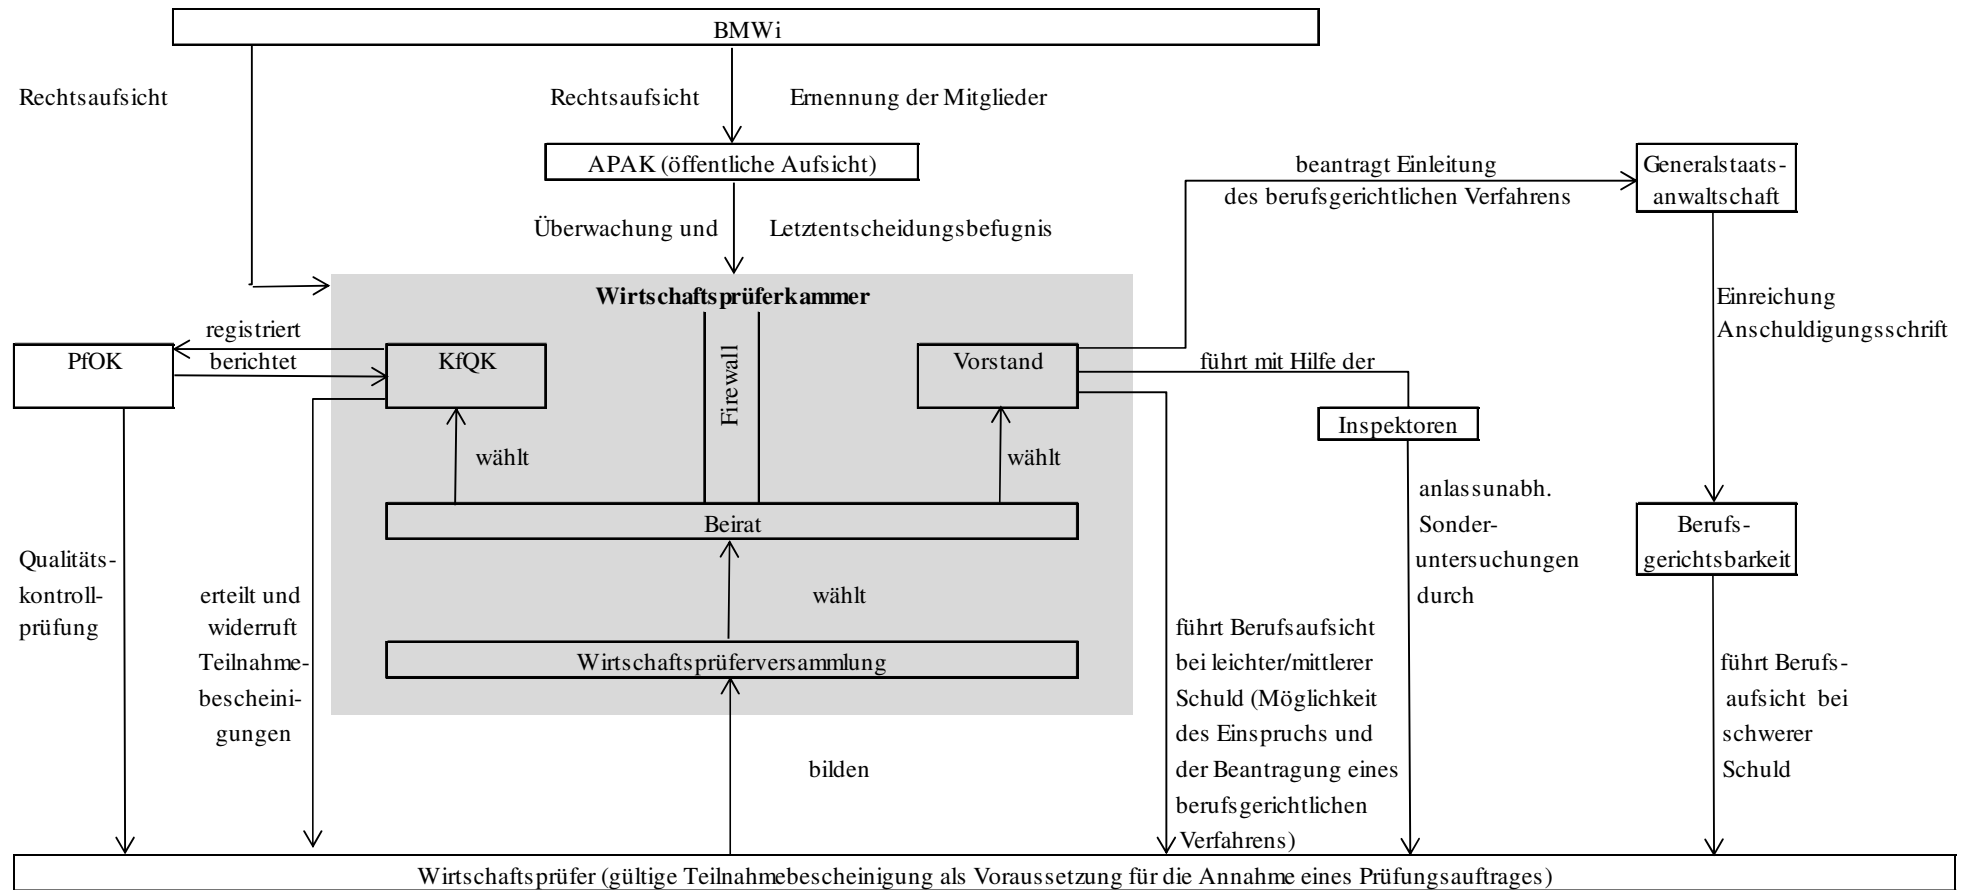 BMWi
Rechtsaufsicht
Rechtsaufsicht
Ernennung der Mitglieder
APAK (öffentliche Aufsicht)
beantragt Einleitung
des berufsgerichtlichen Verfahrens
Generalstaats-
anwaltschaft
Überwachung und
Letztentscheidungsbefugnis
Wirtschaftsprüferkammer
Einreichung
Anschuldigungsschrift
registriert
berichtet
PfQK
KfQK
Firewall
Vorstand
führt mit Hilfe der
Inspektoren
wählt
wählt
anlassunabh.
Sonder-
untersuchungen
durch
Beirat
Berufs-
gerichtsbarkeit
Qualitäts-
kontroll-
prüfung
erteilt und
widerruft
Teilnahme-
bescheini-
gungen
wählt
Wirtschaftsprüferversammlung
führt Berufsaufsicht
bei leichter/mittlerer
Schuld (Möglichkeit
des Einspruchs und
der Beantragung eines
berufsgerichtlichen
Verfahrens)
führt Berufs-
aufsicht bei
schwerer
Schuld
bilden
Wirtschaftsprüfer (gültige Teilnahmebescheinigung als Voraussetzung für die Annahme eines Prüfungsauftrages)